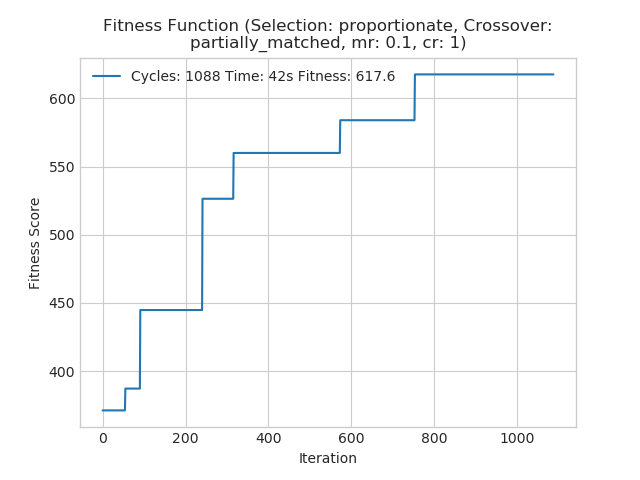 Fitness Function (Selection: proportionate, Crossover:
partially_matched, mr: 0.1, cr: 1)
Cycles: 1088 Time: 42s Fitness: 617.6
600
550
500
450
400
Fitness Score
0 200 400 600 800 1000
Iteration